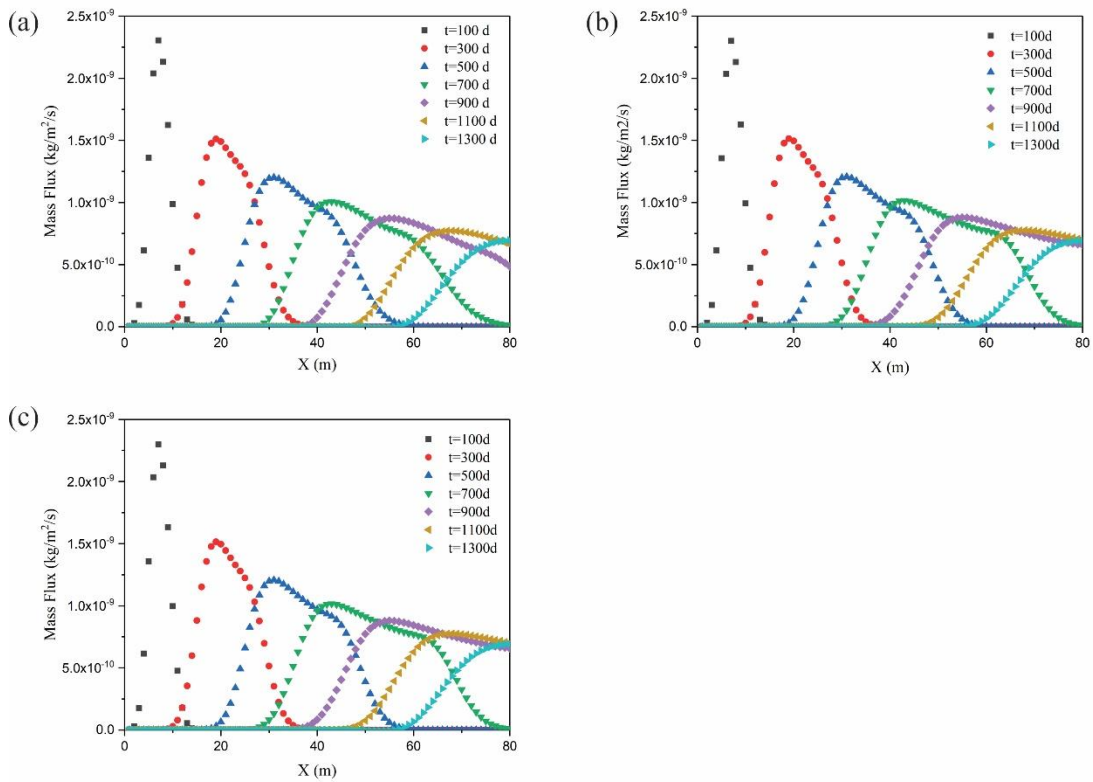 (a)
2.5x10⁻⁹
2.0x10⁻⁹
1.5x10⁻⁹
1.0x10⁻⁹
5.0x10⁻¹⁰
0.0
Mass Flux (kg/m²/s)
0 20 40 60 80
X (m)
t=100 d
t=300 d
t=500 d
t=700 d
t=900 d
t=1100 d
t=1300 d
(b)
2.5x10⁻⁹
2.0x10⁻⁹
1.5x10⁻⁹
1.0x10⁻⁹
5.0x10⁻¹⁰
0.0
Mass Flux (kg/m2/s)
0 20 40 60 80
X (m)
t=100d
t=300d
t=500d
t=700d
t=900d
t=1100d
t=1300d
(c)
2.5x10⁻⁹
2.0x10⁻⁹
1.5x10⁻⁹
1.0x10⁻⁹
5.0x10⁻¹⁰
0.0
Mass Flux (kg/m²/s)
0 20 40 60 80
X (m)
t=100d
t=300d
t=500d
t=700d
t=900d
t=1100d
t=1300d